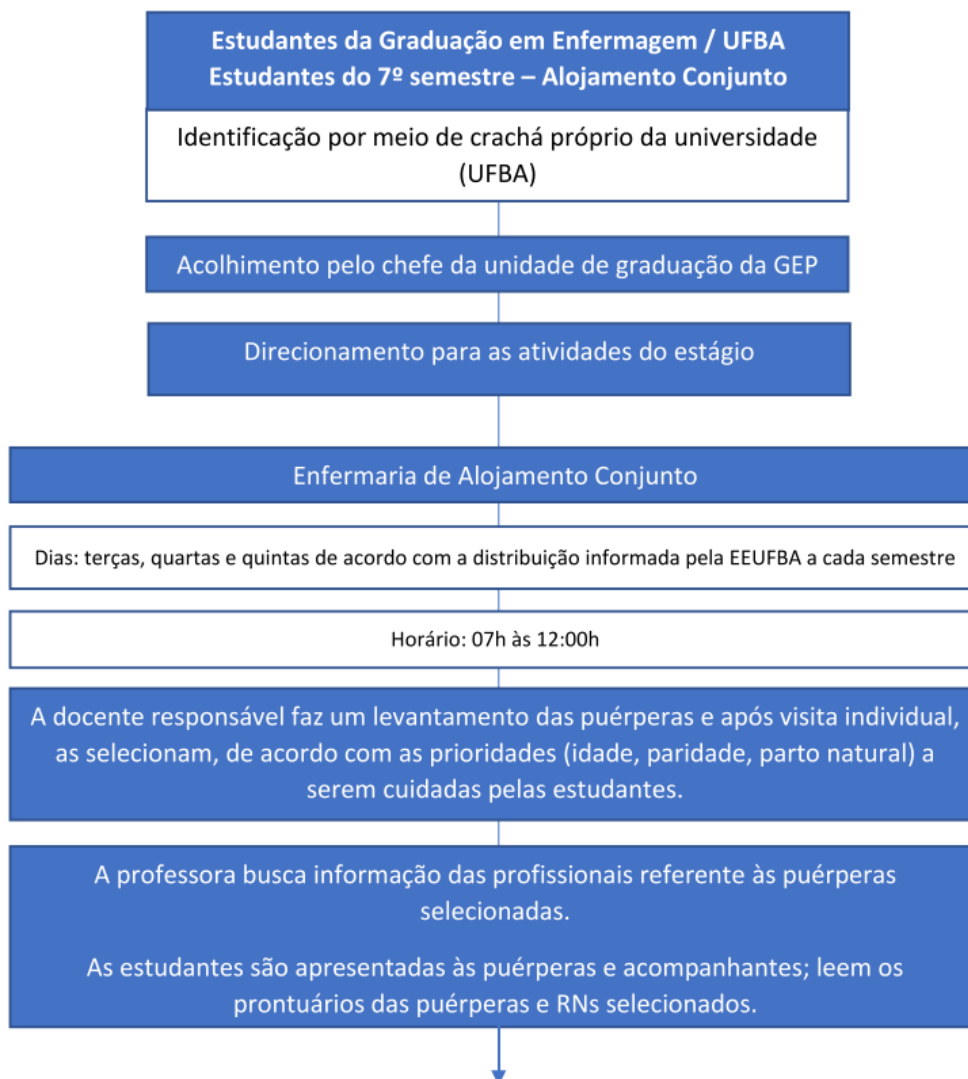 Estudantes da Graduação em Enfermagem / UFBA
Estudantes do 7º semestre – Alojamento Conjunto
Identificação por meio de crachá próprio da universidade
(UFBA)
Acolhimento pelo chefe da unidade de graduação da GEP
Direcionamento para as atividades do estágio
Enfermaria de Alojamento Conjunto
Dias: terças, quartas e quintas de acordo com a distribuição informada pela EEUFBA a cada semestre
Horário: 07h às 12:00h
A docente responsável faz um levantamento das puérperas e após visita individual,
as selecionam, de acordo com as prioridades (idade, paridade, parto natural) a
serem cuidadas pelas estudantes.
A professora busca informação das profissionais referente às puérperas
selecionadas.
As estudantes são apresentadas às puérperas e acompanhantes; leem os
prontuários das puérperas e RNs selecionados.